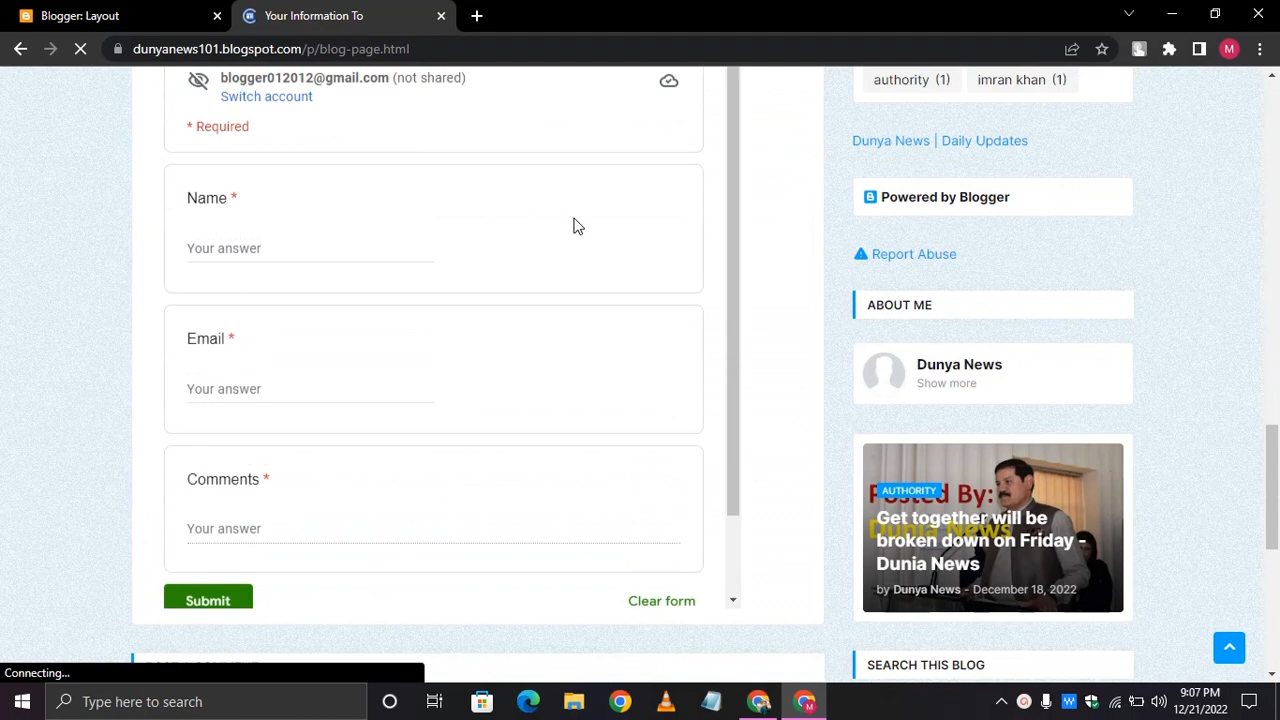 Blogger: Layout
Your Information To
dunyanews101.blogspot.com/p/blog-page.html
M
blogger012012@gmail.com (not shared)
Switch account
* Required
Name *
Your answer
Email *
Your answer
Comments *
Your answer
Submit
Clear form
authority (1)
imran khan (1)
Dunya News | Daily Updates
Powered by Blogger
Report Abuse
ABOUT ME
Dunya News
Show more
Posted By:
Dunia News
AUTHORITY
Get together will be
broken down on Friday -
Dunia News
by Dunya News - December 18, 2022
SEARCH THIS BLOG
Connecting...
Type here to search
9:07 PM
12/21/2022